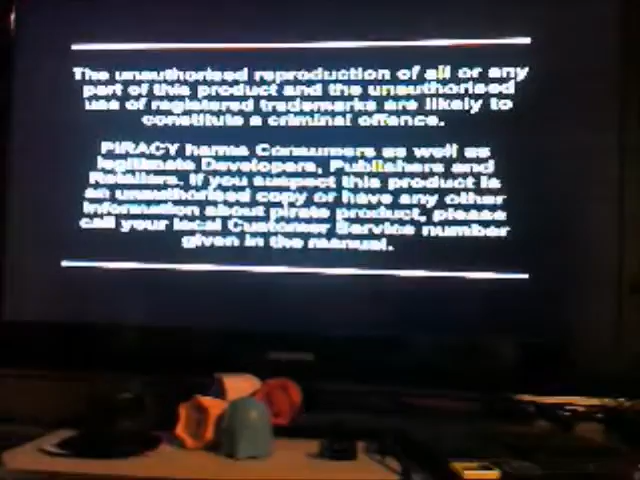 The unauthorised reproduction of all or any
part of this product and the unauthorised
use of registered trademarks are likely to
constitute a criminal offence.
PIRACY harms Consumers as well as
legitimate Developers, Publishers and
Retailers. If you suspect this product is
an unauthorised copy or have any other
information about pirate product, please
call your local Customer Service number
given in the manual.